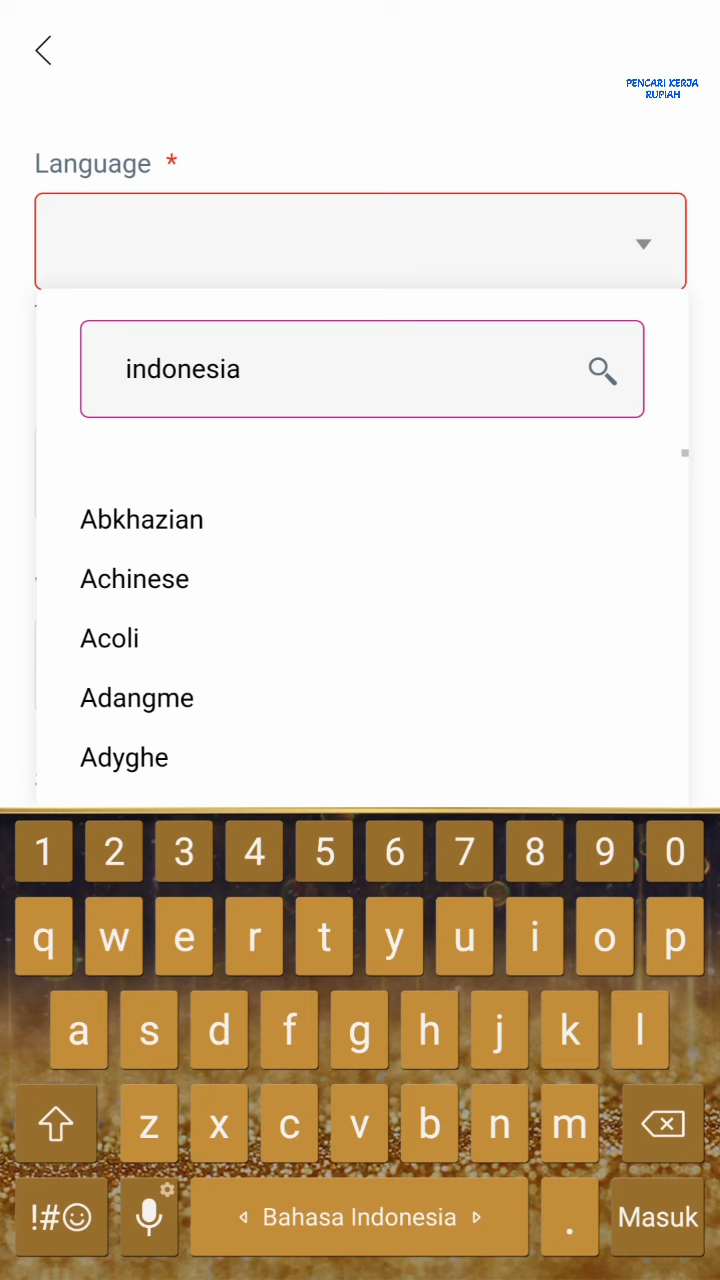 PENCARI KERJA
RUPIAH
Language *
indonesia
Abkhazian
Achinese
Acoli
Adangme
Adyghe
1 2 3 4 5 6 7 8 9 0
q w e r t y u i o p
a s d f g h j k l
z x c v b n m
!#☺ Bahasa Indonesia . Masuk